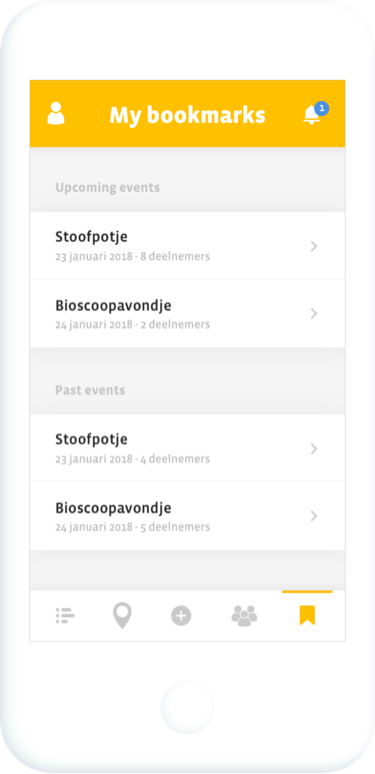 My bookmarks
1
Upcoming events
Stoofpotje
23 januari 2018 · 8 deelnemers
Bioscoopavondje
24 januari 2018 · 2 deelnemers
Past events
Stoofpotje
23 januari 2018 · 4 deelnemers
Bioscoopavondje
24 januari 2018 · 5 deelnemers